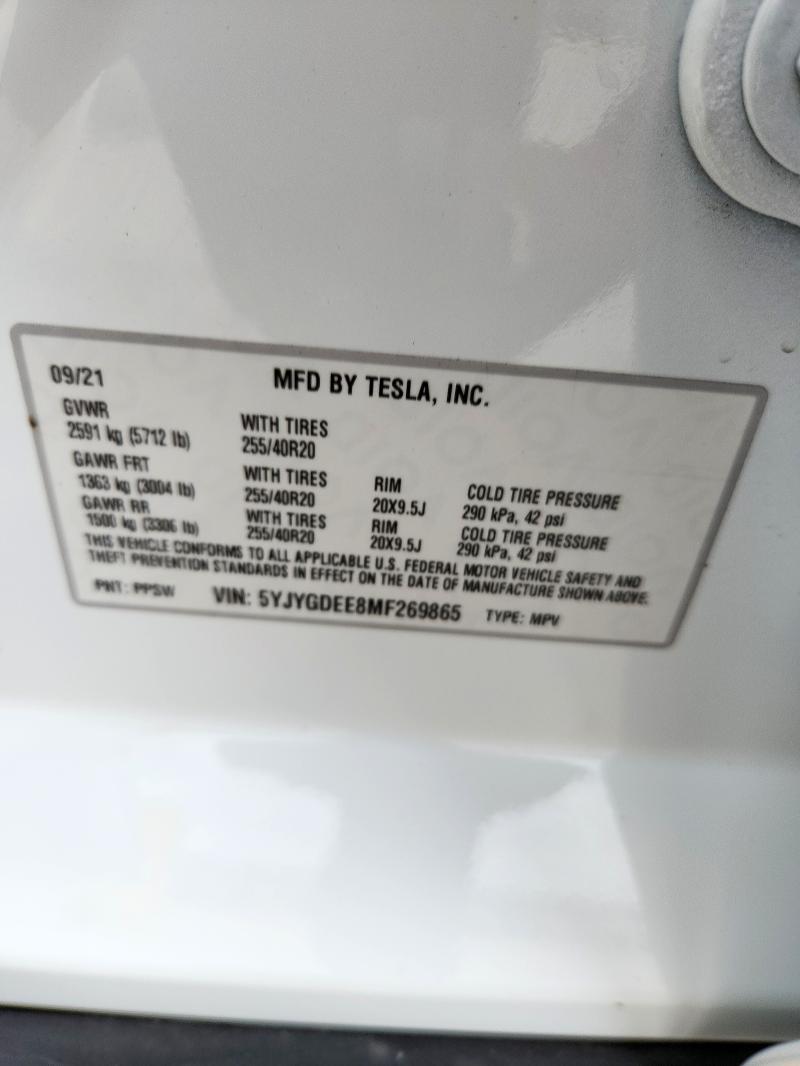 09/21 MFD BY TESLA, INC.
GVWR
2591 kg (5712 lb) WITH TIRES 255/40R20
GAWR FRT
1363 kg (3004 lb) WITH TIRES 255/40R20 RIM 20X9.5J COLD TIRE PRESSURE 290 kPa, 42 psi
GAWR RR
1500 kg (3306 lb) WITH TIRES 255/40R20 RIM 20X9.5J COLD TIRE PRESSURE 290 kPa, 42 psi
THIS VEHICLE CONFORMS TO ALL APPLICABLE U.S. FEDERAL MOTOR VEHICLE SAFETY AND
THEFT PREVENTION STANDARDS IN EFFECT ON THE DATE OF MANUFACTURE SHOWN ABOVE.
PNT: PPSW VIN: 5YJYGDEE8MF269865 TYPE: MPV